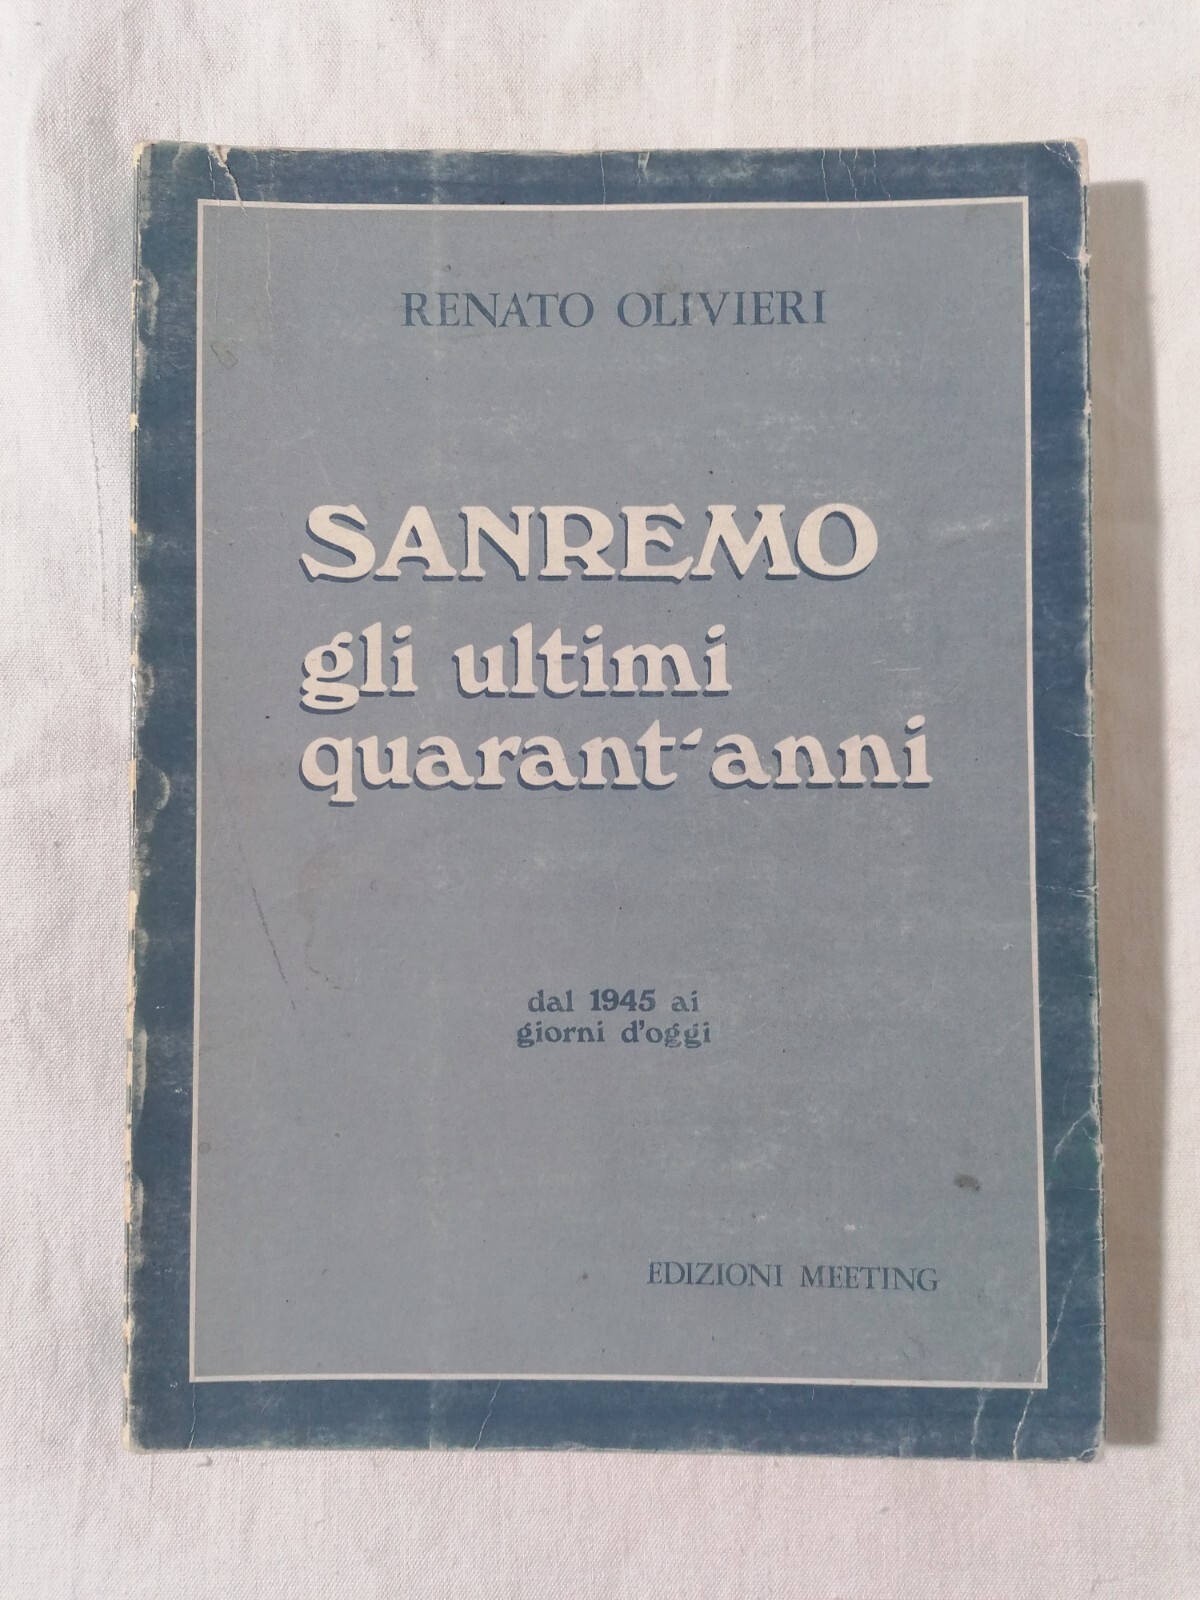 RENATO OLIVIERI
SANREMO
gli ultimi
quarant'anni
dal 1945 ai
giorni d'oggi
EDIZIONI MEETING